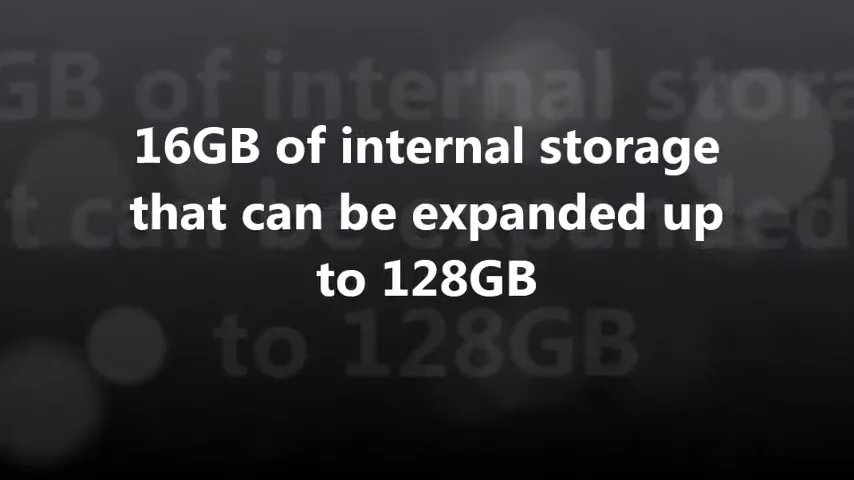 16GB of internal storage
that can be expanded up
to 128GB